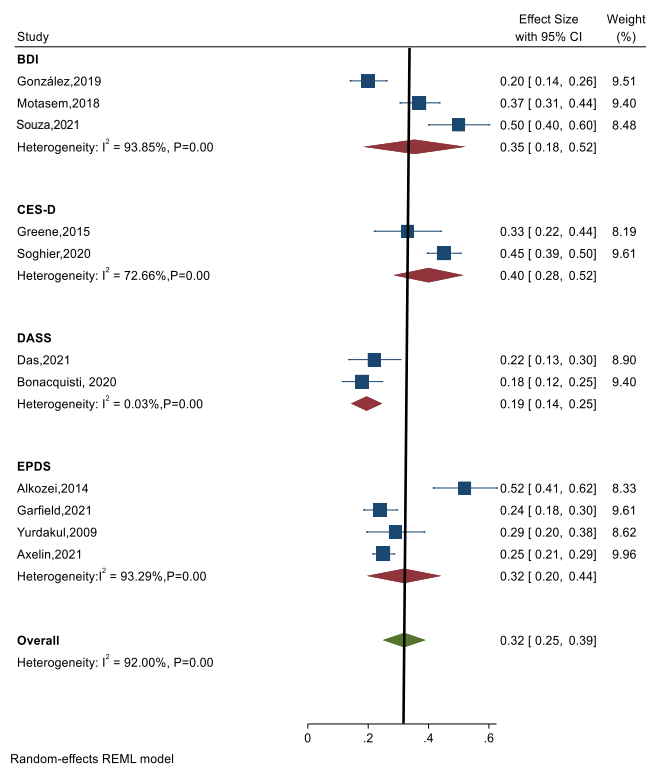 Effect Size Weight
Study with 95% CI (%)
BDI
González,2019 0.20 [ 0.14, 0.26] 9.51
Motasem,2018 0.37 [ 0.31, 0.44] 9.40
Souza,2021 0.50 [ 0.40, 0.60] 8.48
Heterogeneity: I² = 93.85%, P=0.00 0.35 [ 0.18, 0.52]
CES-D
Greene,2015 0.33 [ 0.22, 0.44] 8.19
Soghier,2020 0.45 [ 0.39, 0.50] 9.61
Heterogeneity: I² = 72.66%,P=0.00 0.40 [ 0.28, 0.52]
DASS
Das,2021 0.22 [ 0.13, 0.30] 8.90
Bonacquisti, 2020 0.18 [ 0.12, 0.25] 9.40
Heterogeneity: I² = 0.03%,P=0.00 0.19 [ 0.14, 0.25]
EPDS
Alkozei,2014 0.52 [ 0.41, 0.62] 8.33
Garfield,2021 0.24 [ 0.18, 0.30] 9.61
Yurdakul,2009 0.29 [ 0.20, 0.38] 8.62
Axelin,2021 0.25 [ 0.21, 0.29] 9.96
Heterogeneity:I² = 93.29%,P=0.00 0.32 [ 0.20, 0.44]
Overall 0.32 [ 0.25, 0.39]
Heterogeneity: I² = 92.00%, P=0.00
0 .2 .4 .6
Random-effects REML model